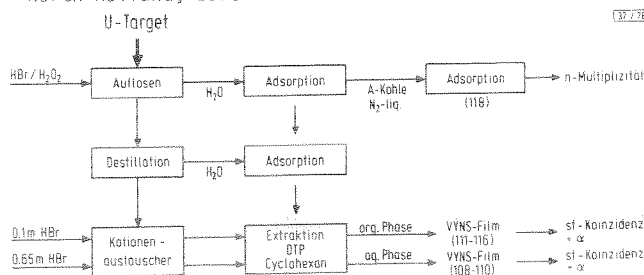 U-Target
37 / 78
HBr / H₂O₂
Auflösen
H₂O
Adsorption
A-Kohle
N₂-liq.
Adsorption
(118)
n-Multiplizität
Destillation
H₂O
Adsorption
0.1m HBr
0.65m HBr
Kationen-
austauscher
Extraktion
DTP
Cyclohexan
org. Phase
aq. Phase
VYNS-Film
(111-116)
VYNS-Film
(108-110)
sf-Koinzidenz
+ α
sf-Koinzidenz
+ α